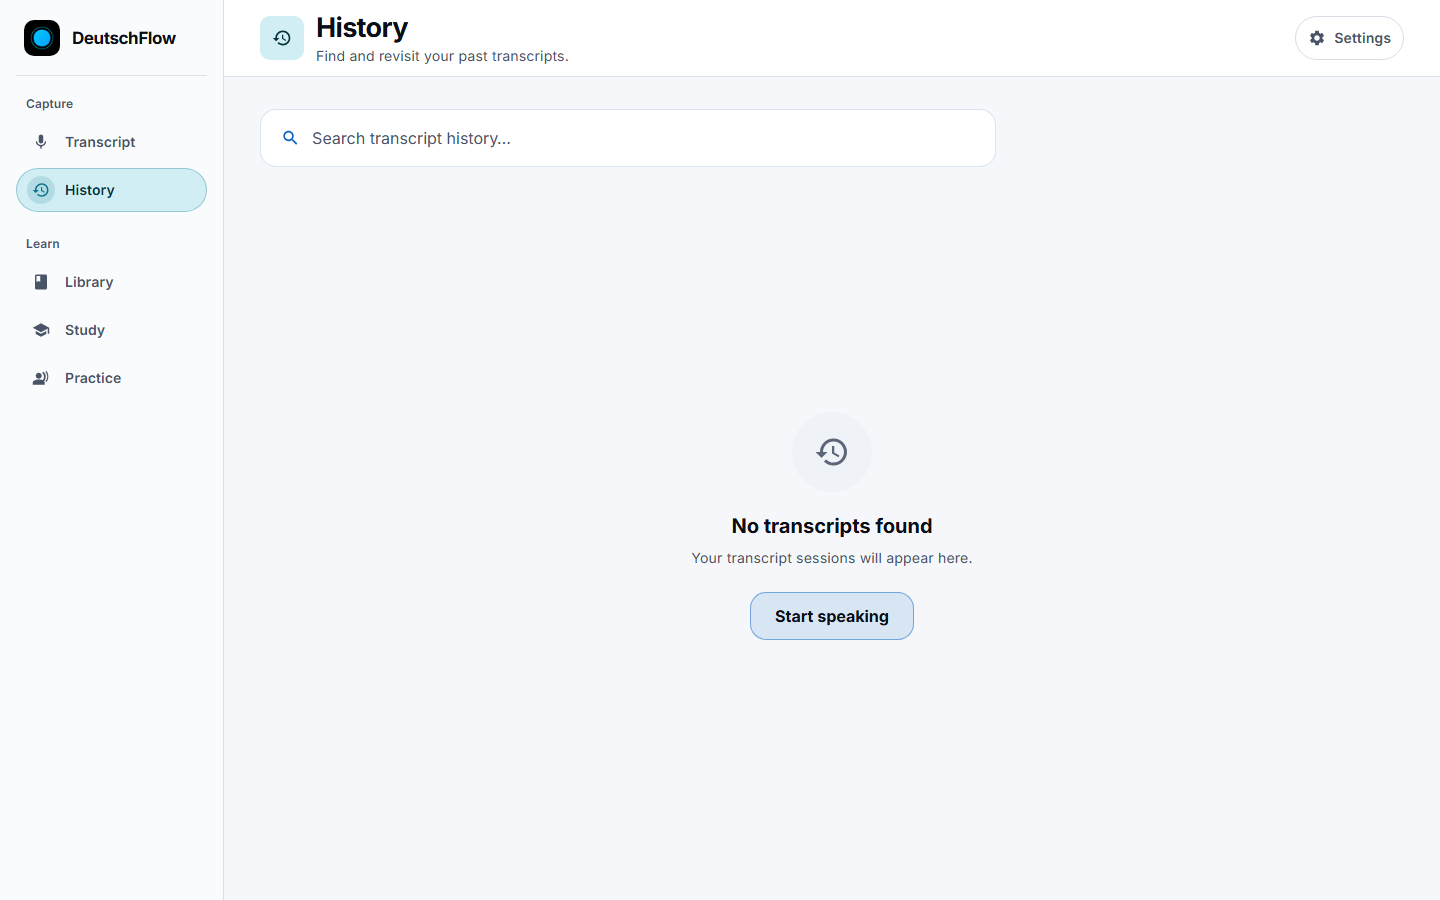 DeutschFlow
Capture
Transcript
History
Learn
Library
Study
Practice
History
Find and revisit your past transcripts.
Settings
Search transcript history...
No transcripts found
Your transcript sessions will appear here.
Start speaking